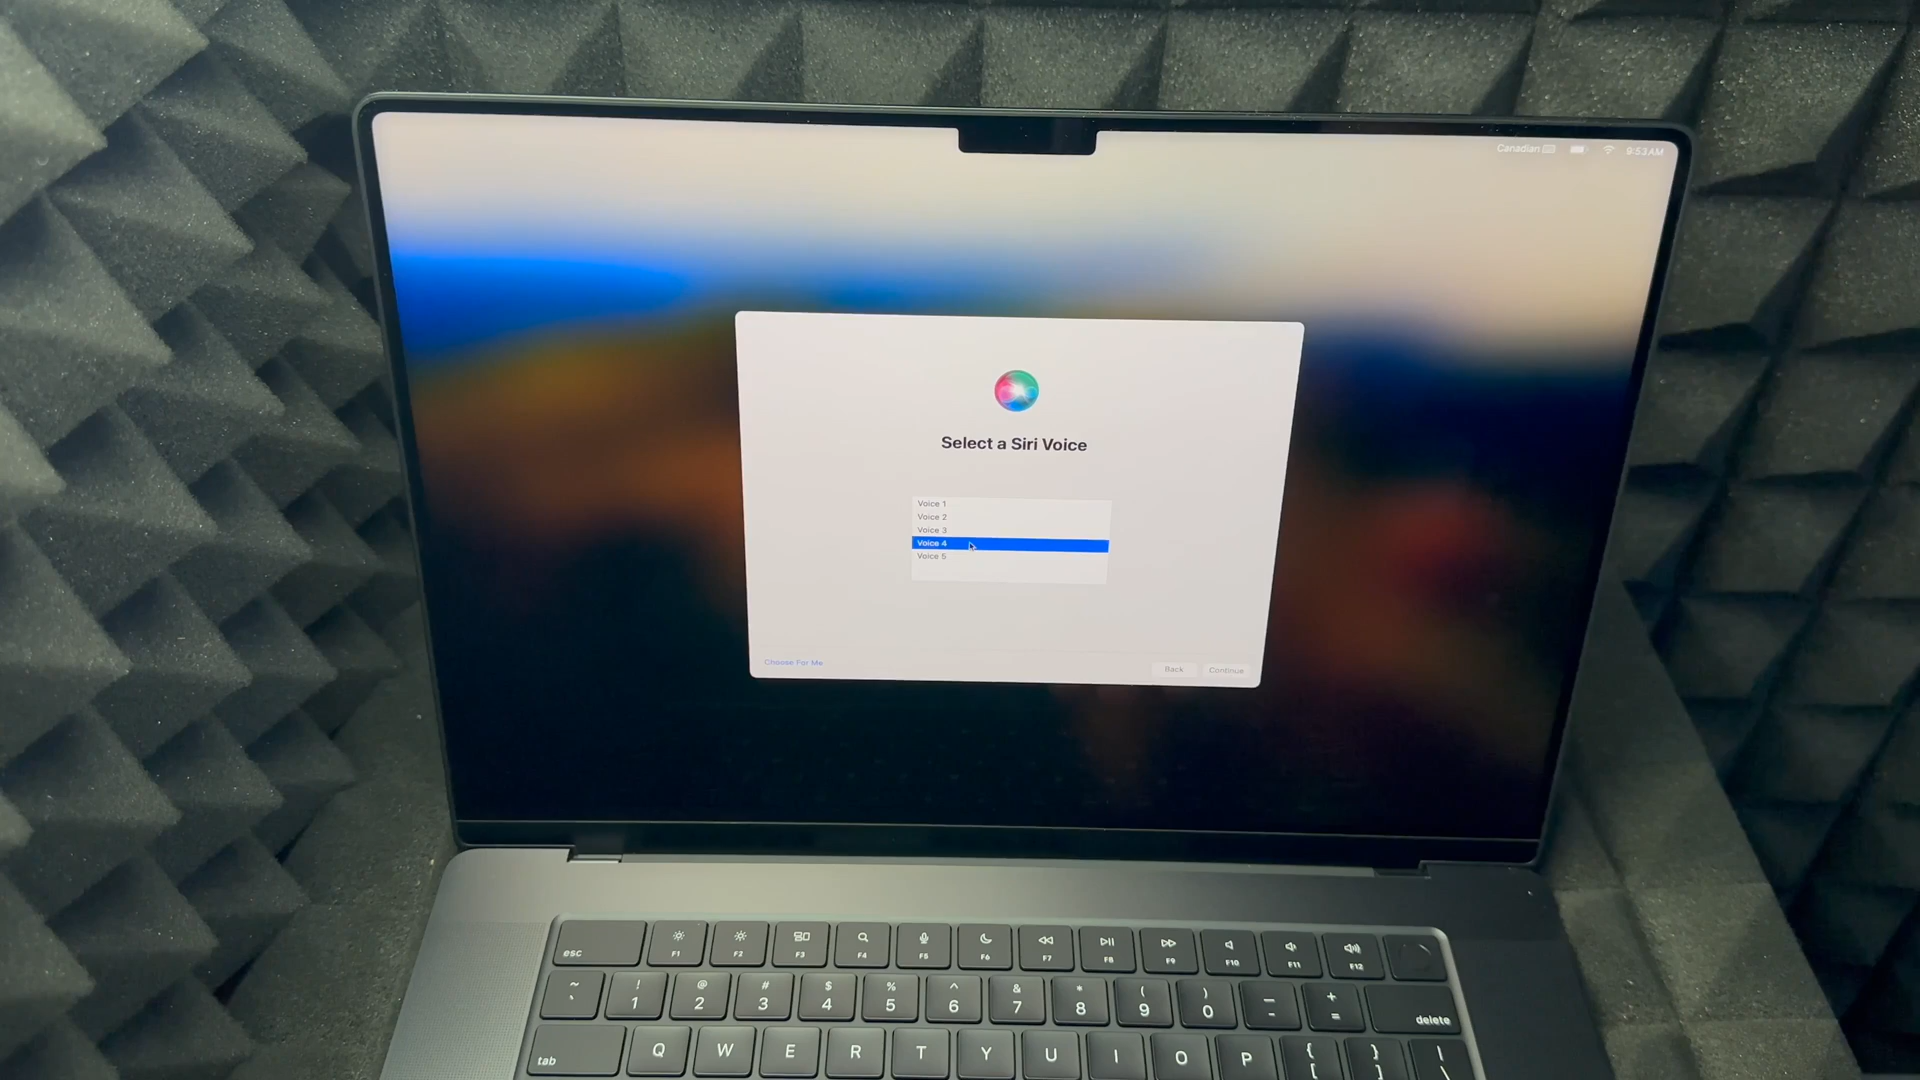 Canadian 9:53 AM
Select a Siri Voice
Voice 1
Voice 2
Voice 3
Voice 4
Voice 5
Choose For Me Back Continue
esc F1 F2 F3 F4 F5 F6 F7 F8 F9 F10 F11 F12
~ ! @ # $ % ^ & * ( ) _ +
` 1 2 3 4 5 6 7 8 9 0 - = delete
tab Q W E R T Y U I O P { } |
[ ] \